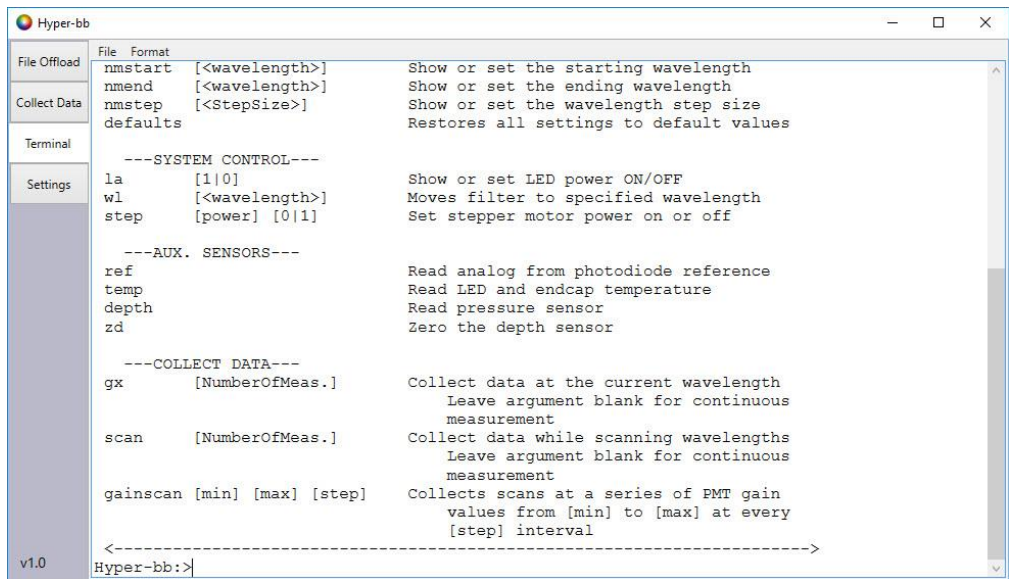 Hyper-bb
File Offload
Collect Data
Terminal
Settings
v1.0
File Format
nmstart [<wavelength>] Show or set the starting wavelength
nmend [<wavelength>] Show or set the ending wavelength
nmstep [<StepSize>] Show or set the wavelength step size
defaults Restores all settings to default values
---SYSTEM CONTROL---
la [1|0] Show or set LED power ON/OFF
wl [<wavelength>] Moves filter to specified wavelength
step [power] [0|1] Set stepper motor power on or off
---AUX. SENSORS---
ref Read analog from photodiode reference
temp Read LED and endcap temperature
depth Read pressure sensor
zd Zero the depth sensor
---COLLECT DATA---
gx [NumberOfMeas.] Collect data at the current wavelength
Leave argument blank for continuous
measurement
scan [NumberOfMeas.] Collect data while scanning wavelengths
Leave argument blank for continuous
measurement
gainscan [min] [max] [step] Collects scans at a series of PMT gain
values from [min] to [max] at every
[step] interval
<----------------------------------------------------------------------->
Hyper-bb:>